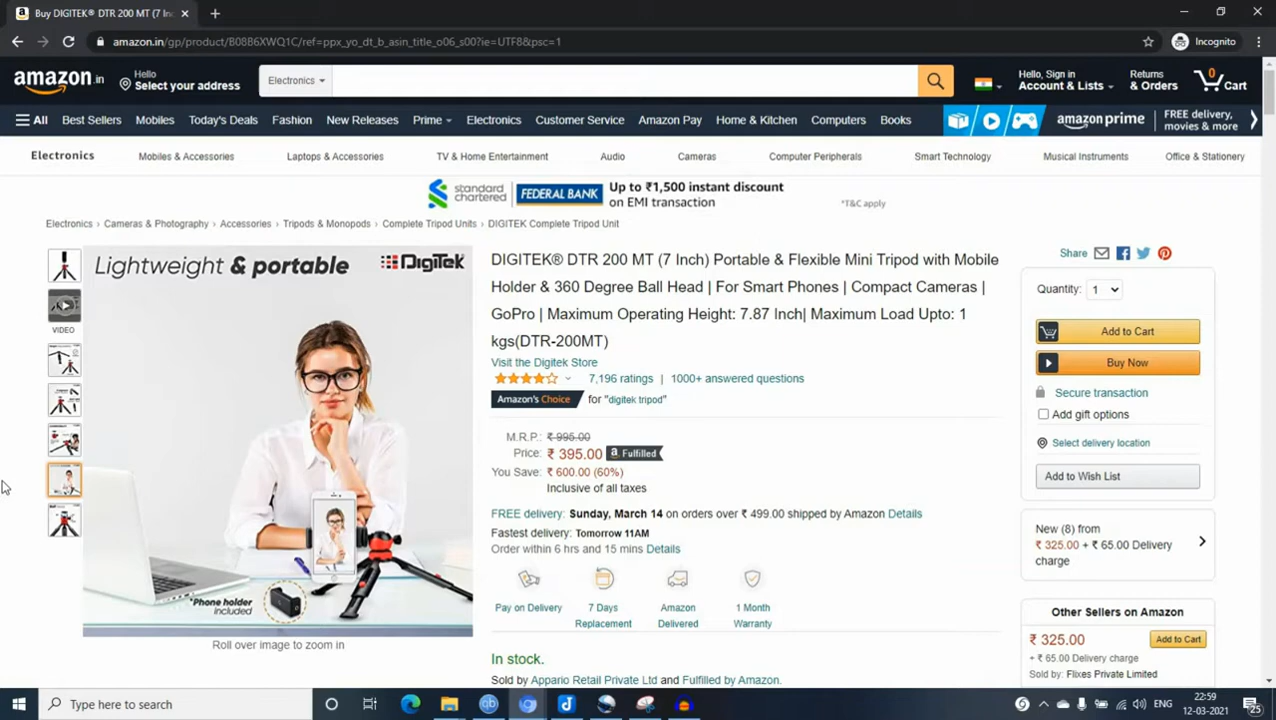 Buy DIGITEK® DTR 200 MT (7 Inc
amazon.in/gp/product/B08B6XWQ1C/ref=ppx_yo_dt_b_asin_title_o06_s00?ie=UTF8&psc=1
Incognito
amazon.in
Hello
Select your address
Electronics
Hello, Sign in
Account & Lists
Returns
& Orders
0
Cart
All
Best Sellers
Mobiles
Today's Deals
Fashion
New Releases
Prime
Electronics
Customer Service
Amazon Pay
Home & Kitchen
Computers
Books
amazonprime
FREE delivery,
movies & more
Electronics
Mobiles & Accessories
Laptops & Accessories
TV & Home Entertainment
Audio
Cameras
Computer Peripherals
Smart Technology
Musical Instruments
Office & Stationery
standard
chartered
FEDERAL BANK
Up to ₹1,500 instant discount
on EMI transaction
*T&C apply
Electronics › Cameras & Photography › Accessories › Tripods & Monopods › Complete Tripod Units › DIGITEK Complete Tripod Unit
VIDEO
Lightweight & portable
DIGITEK
*Phone holder
included
Roll over image to zoom in
DIGITEK® DTR 200 MT (7 Inch) Portable & Flexible Mini Tripod with Mobile
Holder & 360 Degree Ball Head | For Smart Phones | Compact Cameras |
GoPro | Maximum Operating Height: 7.87 Inch| Maximum Load Upto: 1
kgs(DTR-200MT)
Visit the Digitek Store
7,196 ratings | 1000+ answered questions
Amazon's Choice for "digitek tripod"
M.R.P.: ₹ 995.00
Price: ₹ 395.00 a Fulfilled
You Save: ₹ 600.00 (60%)
Inclusive of all taxes
FREE delivery: Sunday, March 14 on orders over ₹ 499.00 shipped by Amazon Details
Fastest delivery: Tomorrow 11AM
Order within 6 hrs and 15 mins Details
Pay on Delivery
7 Days
Replacement
Amazon
Delivered
1 Month
Warranty
In stock.
Sold by Appario Retail Private Ltd and Fulfilled by Amazon.
Share
Quantity: 1
Add to Cart
Buy Now
Secure transaction
Add gift options
Select delivery location
Add to Wish List
New (8) from
₹ 325.00 + ₹ 65.00 Delivery
charge
Other Sellers on Amazon
₹ 325.00
Add to Cart
+ ₹ 65.00 Delivery charge
Sold by: Flixes Private Limited
Type here to search
ENG
22:59
12-03-2021
25